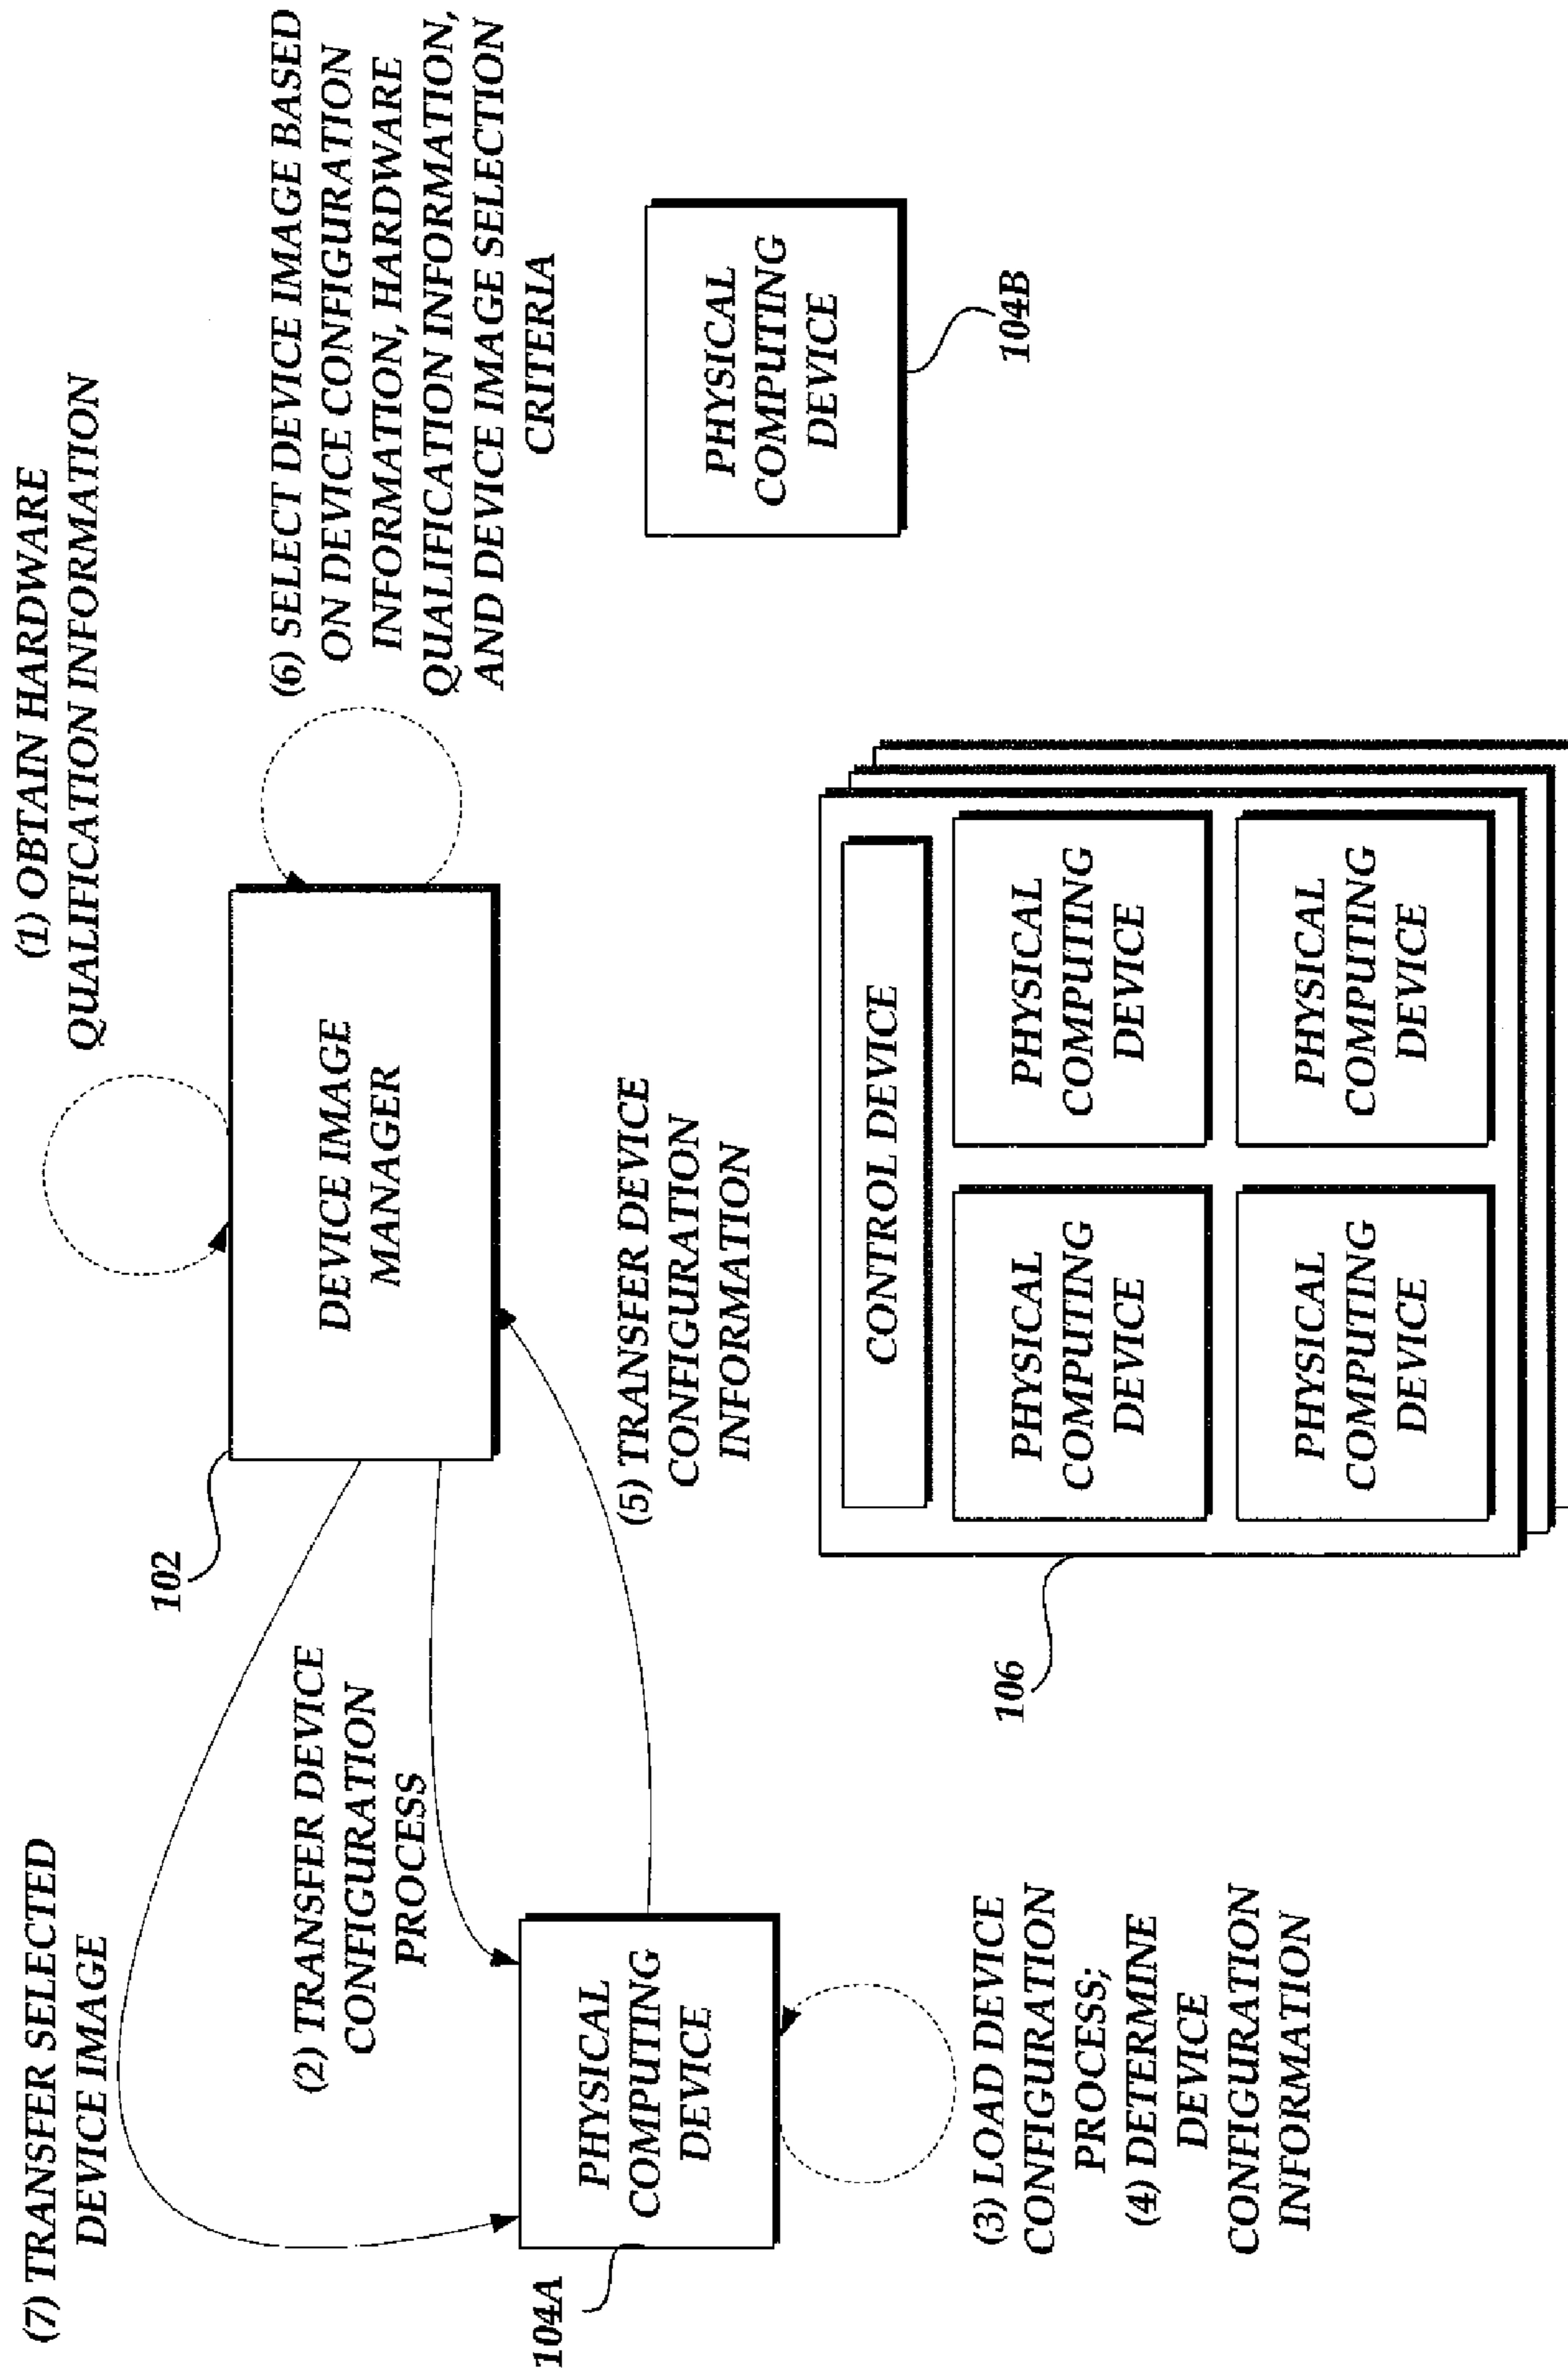 (1) OBTAIN HARDWARE
QUALIFICATION INFORMATION
(7) TRANSFER SELECTED
DEVICE IMAGE
102
DEVICE IMAGE
MANAGER
(6) SELECT DEVICE IMAGE BASED
ON DEVICE CONFIGURATION
INFORMATION, HARDWARE
QUALIFICATION INFORMATION,
AND DEVICE IMAGE SELECTION
CRITERIA
(2) TRANSFER DEVICE
CONFIGURATION
PROCESS
(5) TRANSFER DEVICE
CONFIGURATION
INFORMATION
104A
PHYSICAL
COMPUTING
DEVICE
PHYSICAL
COMPUTING
DEVICE
104B
(3) LOAD DEVICE
CONFIGURATION
PROCESS;
(4) DETERMINE
DEVICE
CONFIGURATION
INFORMATION
106
CONTROL DEVICE
PHYSICAL
COMPUTING
DEVICE
PHYSICAL
COMPUTING
DEVICE
PHYSICAL
COMPUTING
DEVICE
PHYSICAL
COMPUTING
DEVICE